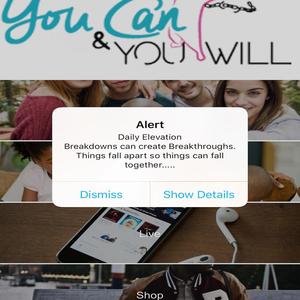 You Can
& YOU WILL
Alert
Daily Elevation
Breakdowns can create Breakthroughs.
Things fall apart so things can fall
together.....
Dismiss
Show Details
Live
Shop